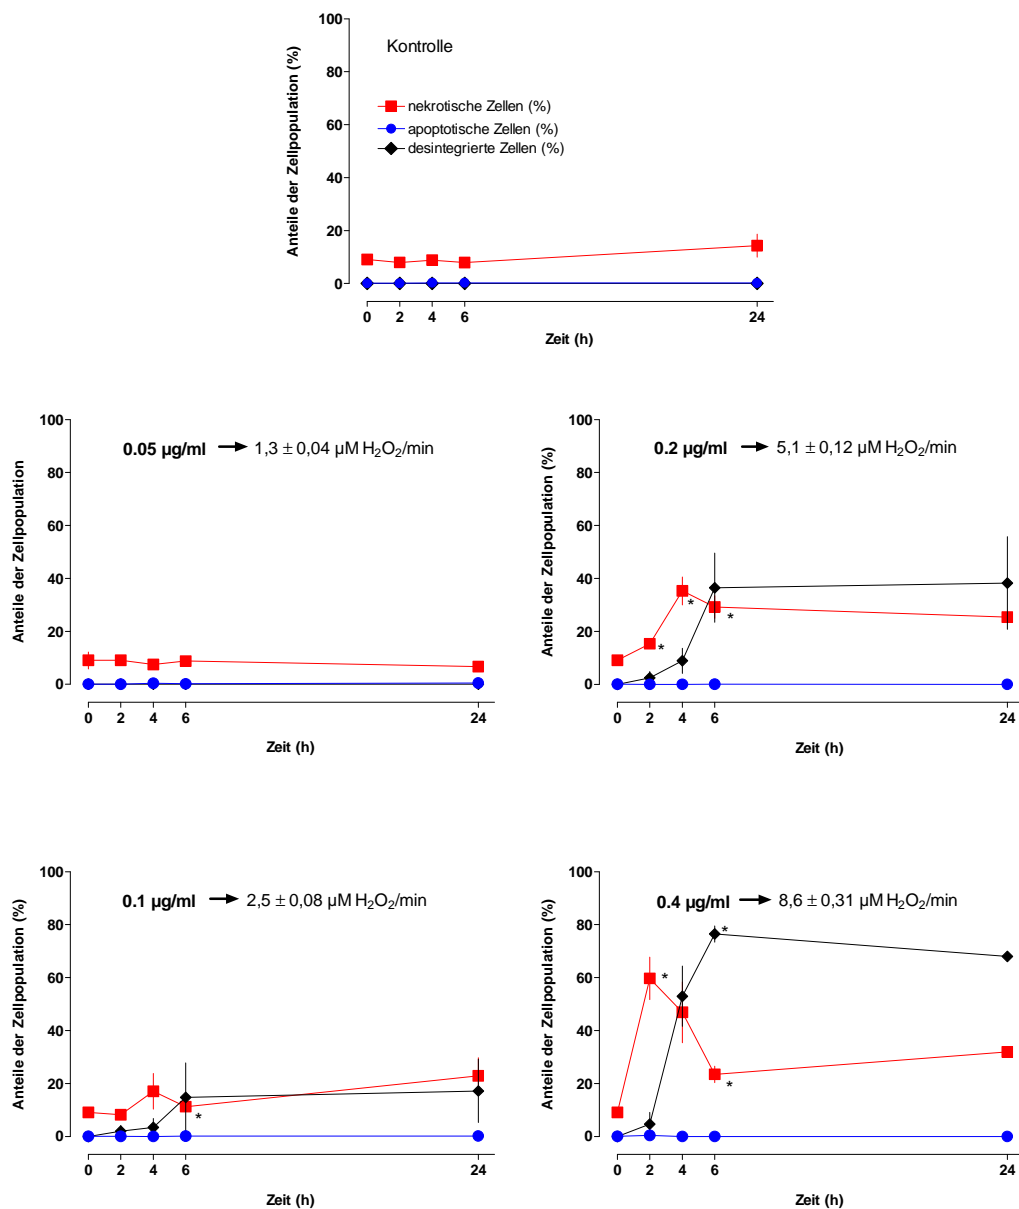 Kontrolle
nekrotische Zellen (%)
apoptotische Zellen (%)
desintegrierte Zellen (%)
Anteile der Zellpopulation (%)
100
80
60
40
20
0
0 2 4 6 24
Zeit (h)
0.05 µg/ml 1,3 ± 0,04 µM H₂O₂/min
Anteile der Zellpopulation
100
80
60
40
20
0
0 2 4 6 24
Zeit (h)
0.2 µg/ml 5,1 ± 0,12 µM H₂O₂/min
Anteile der Zellpopulation (%)
100
80
60
40
20
0
*
*
*
0 2 4 6 24
Zeit (h)
0.1 µg/ml 2,5 ± 0,08 µM H₂O₂/min
Anteile der Zellpopulation (%)
100
80
60
40
20
0
*
0 2 4 6 24
Zeit (h)
0.4 µg/ml 8,6 ± 0,31 µM H₂O₂/min
Anteile der Zellpopulation (%)
100
80
60
40
20
0
*
*
*
0 2 4 6 24
Zeit (h)